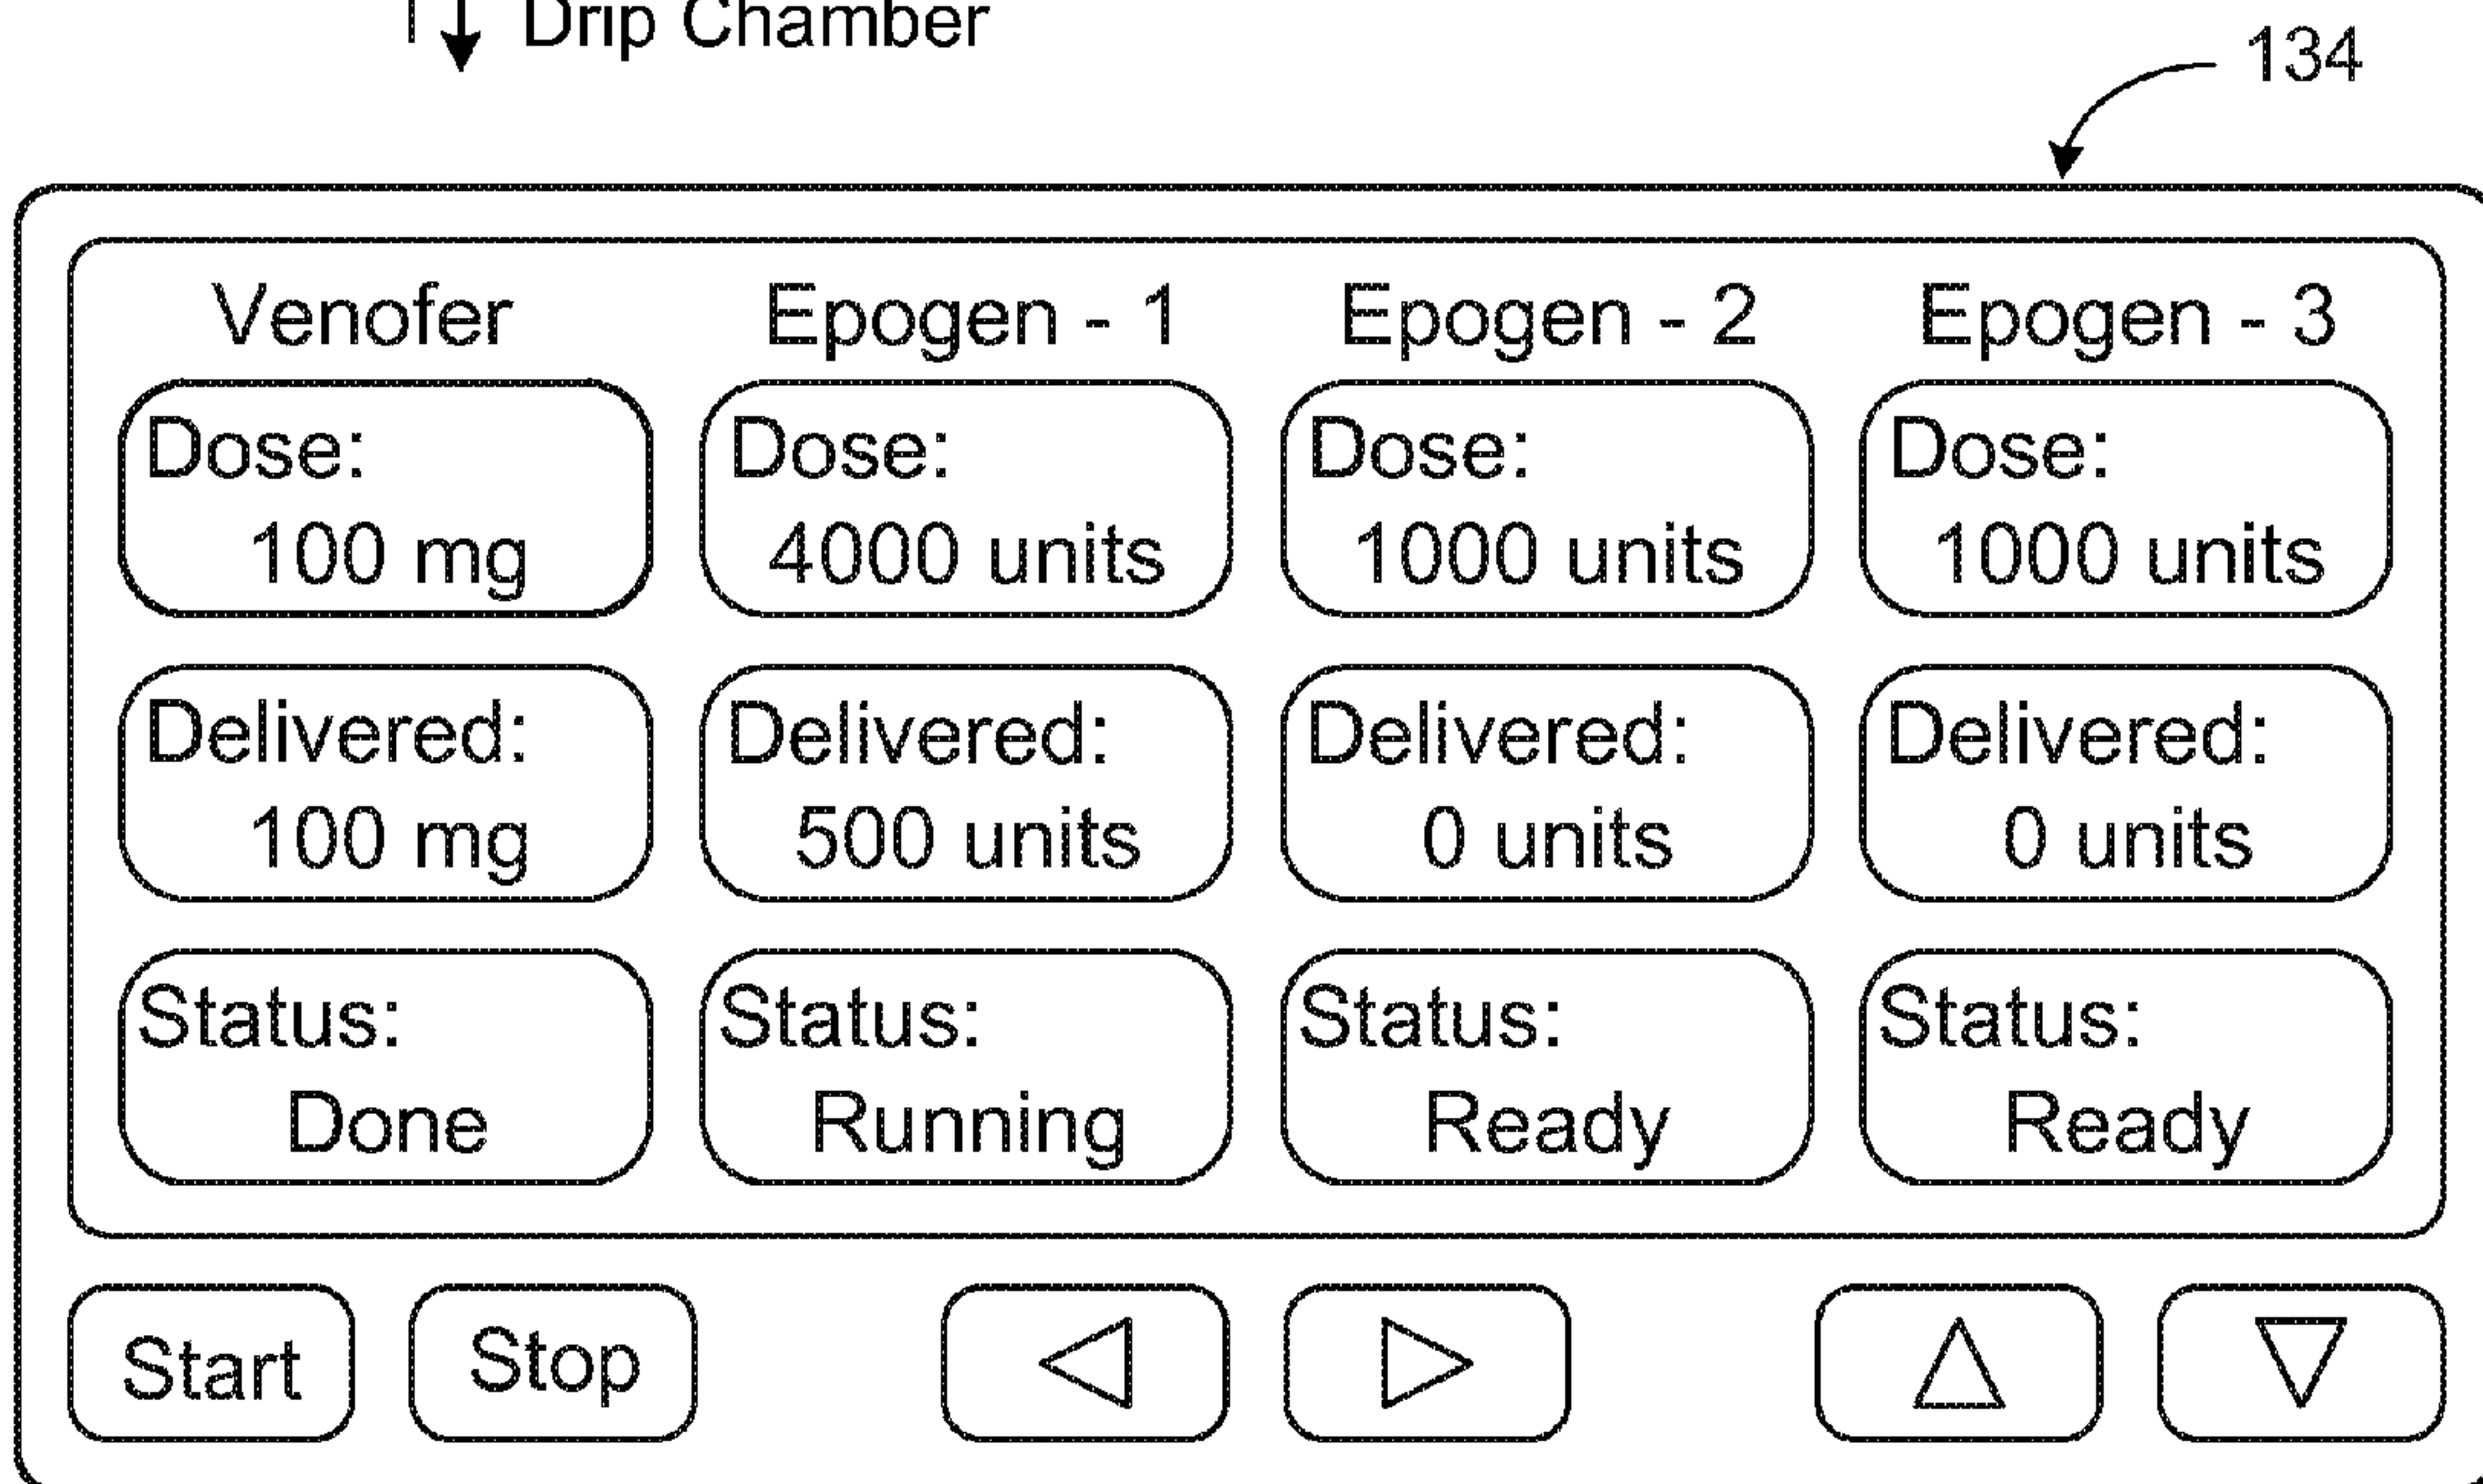 Drip Chamber
134
Venofer Epogen - 1 Epogen - 2 Epogen - 3
Dose: Dose: Dose: Dose:
100 mg 4000 units 1000 units 1000 units
Delivered: Delivered: Delivered: Delivered:
100 mg 500 units 0 units 0 units
Status: Status: Status: Status:
Done Running Ready Ready
Start Stop